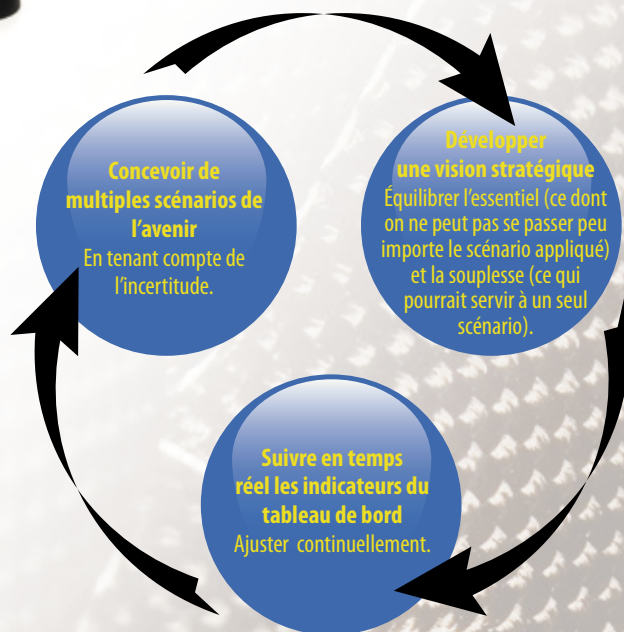 Concevoir de
multiples scénarios de
l'avenir
En tenant compte de
l'incertitude.
Développer
une vision stratégique
Équilibrer l'essentiel (ce dont
on ne peut pas se passer peu
importe le scénario appliqué)
et la souplesse (ce qui
pourrait servir à un seul
scénario).
Suivre en temps
réel les indicateurs du
tableau de bord
Ajuster continuellement.